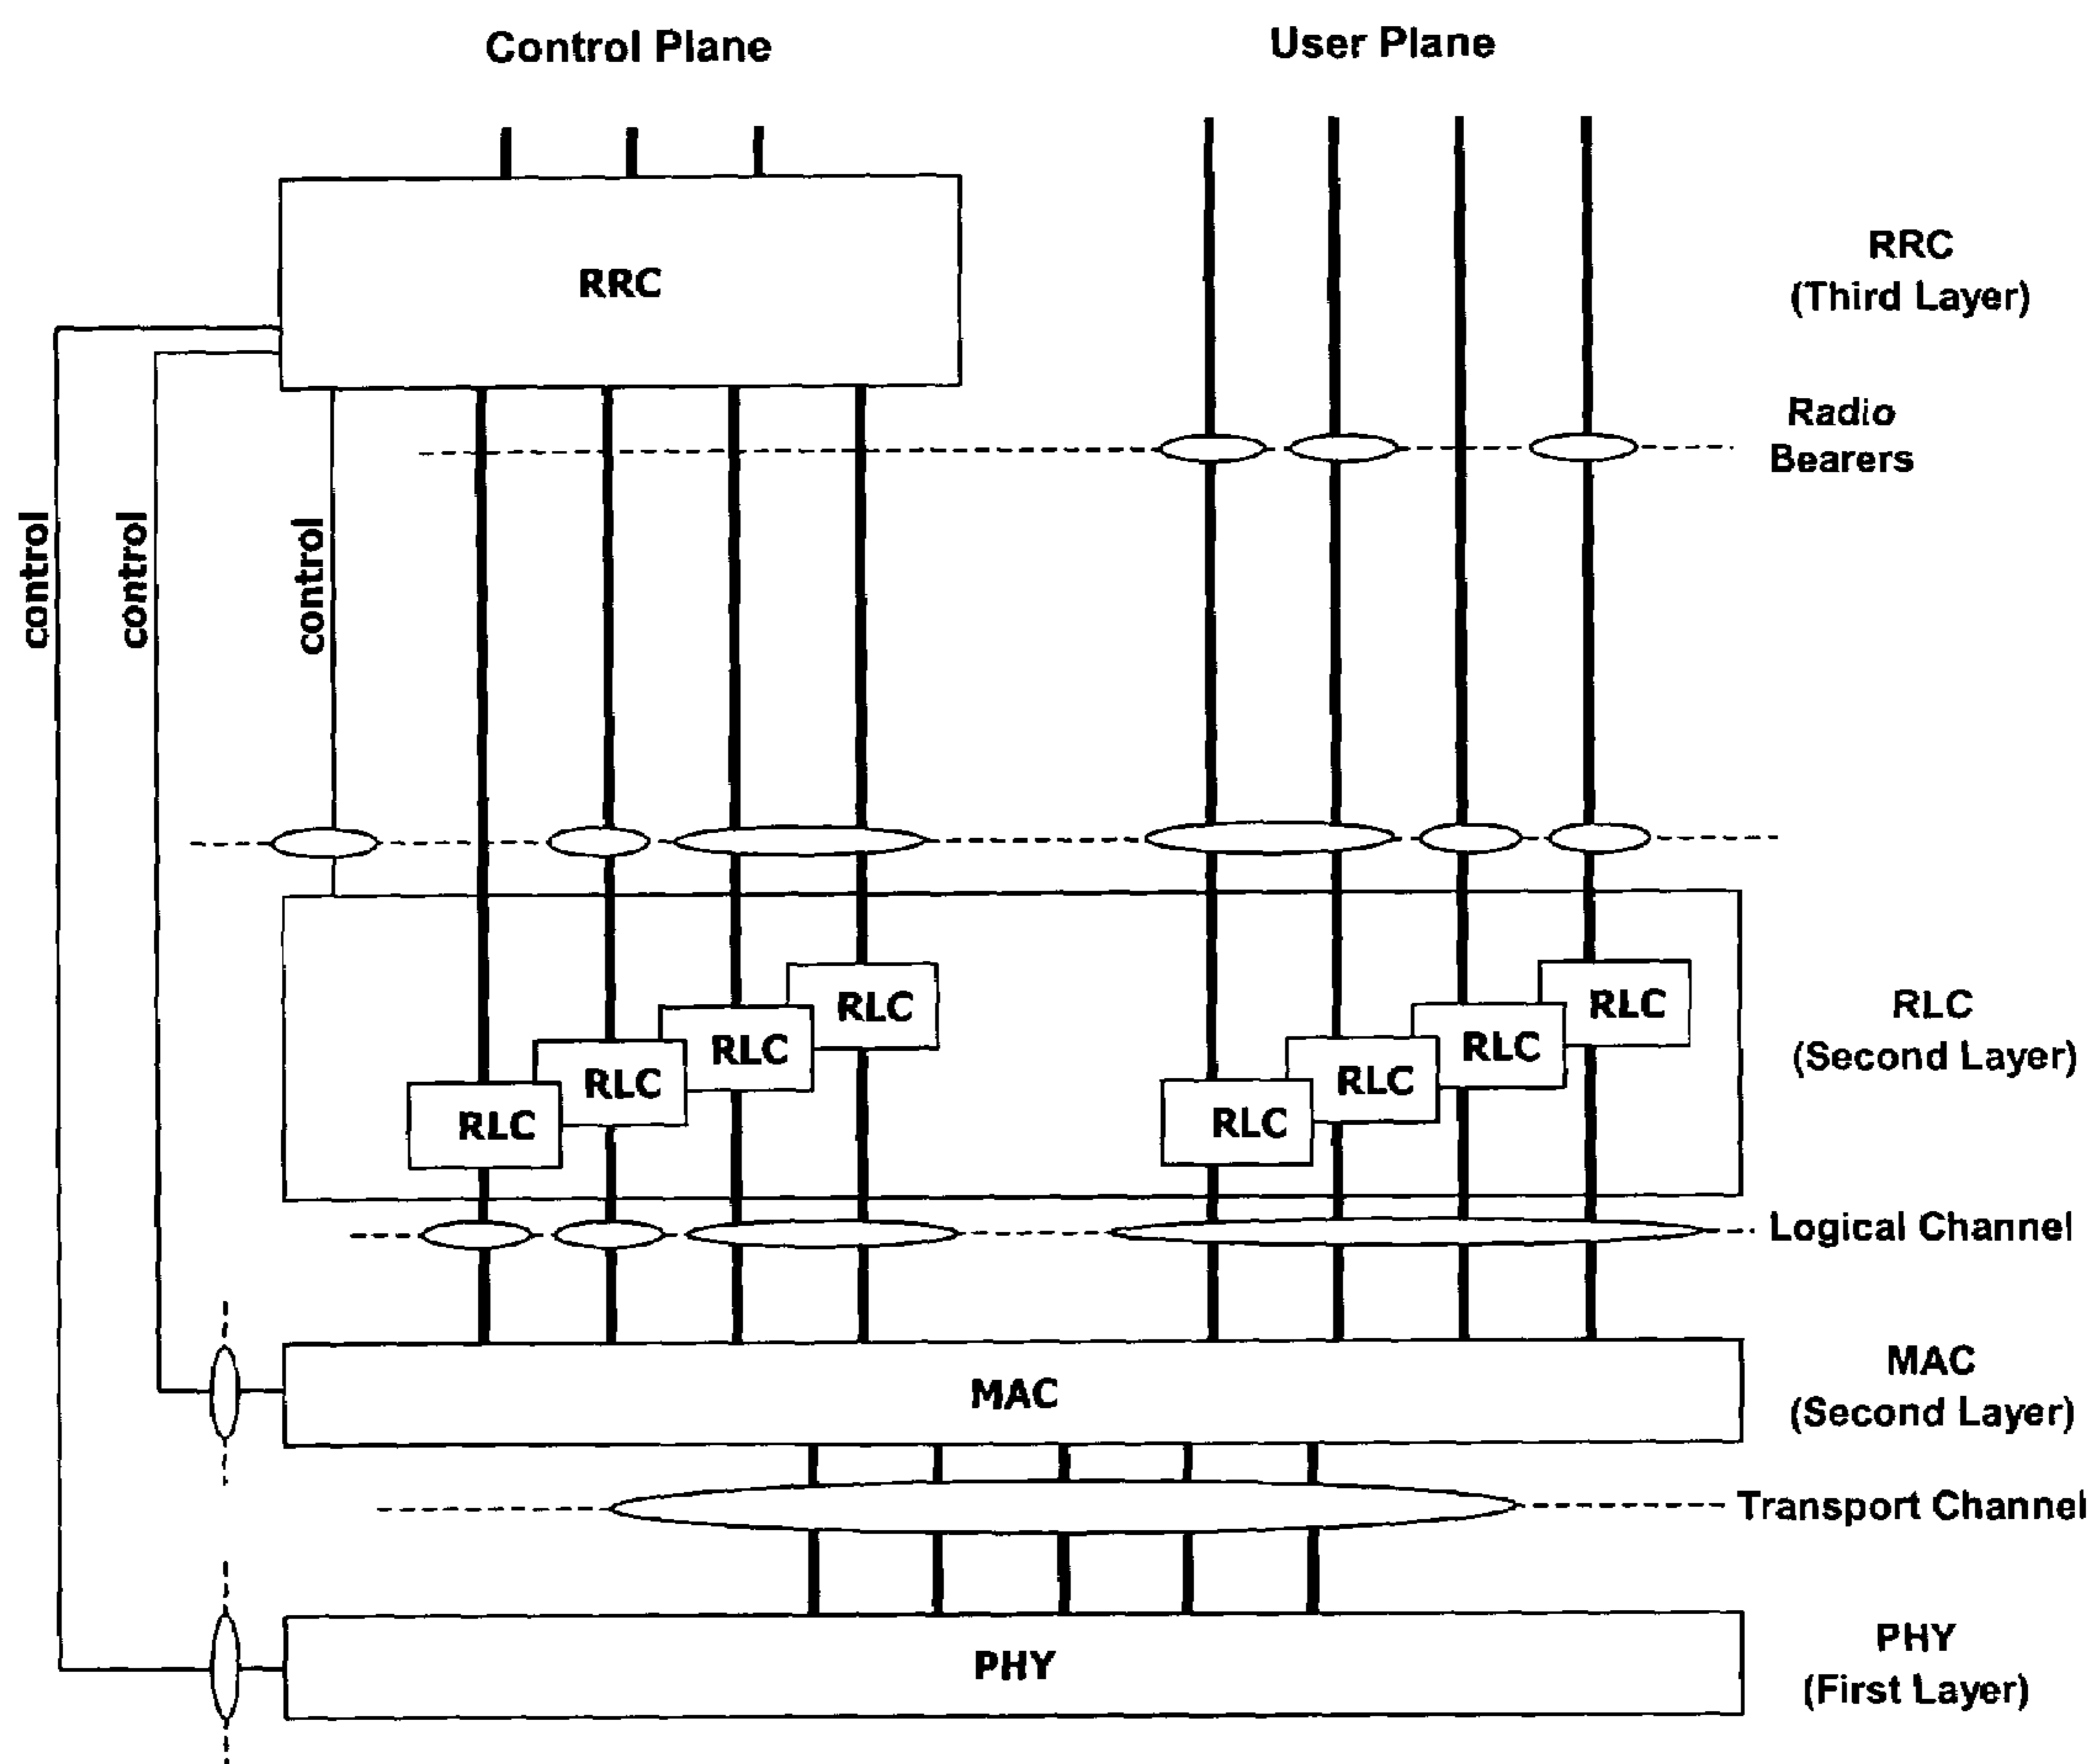 Control Plane
User Plane
RRC
RRC
(Third Layer)
Radio
Bearers
control
control
control
RLC
RLC
RLC
RLC
RLC
RLC
RLC
RLC
RLC
(Second Layer)
Logical Channel
MAC
MAC
(Second Layer)
Transport Channel
PHY
PHY
(First Layer)